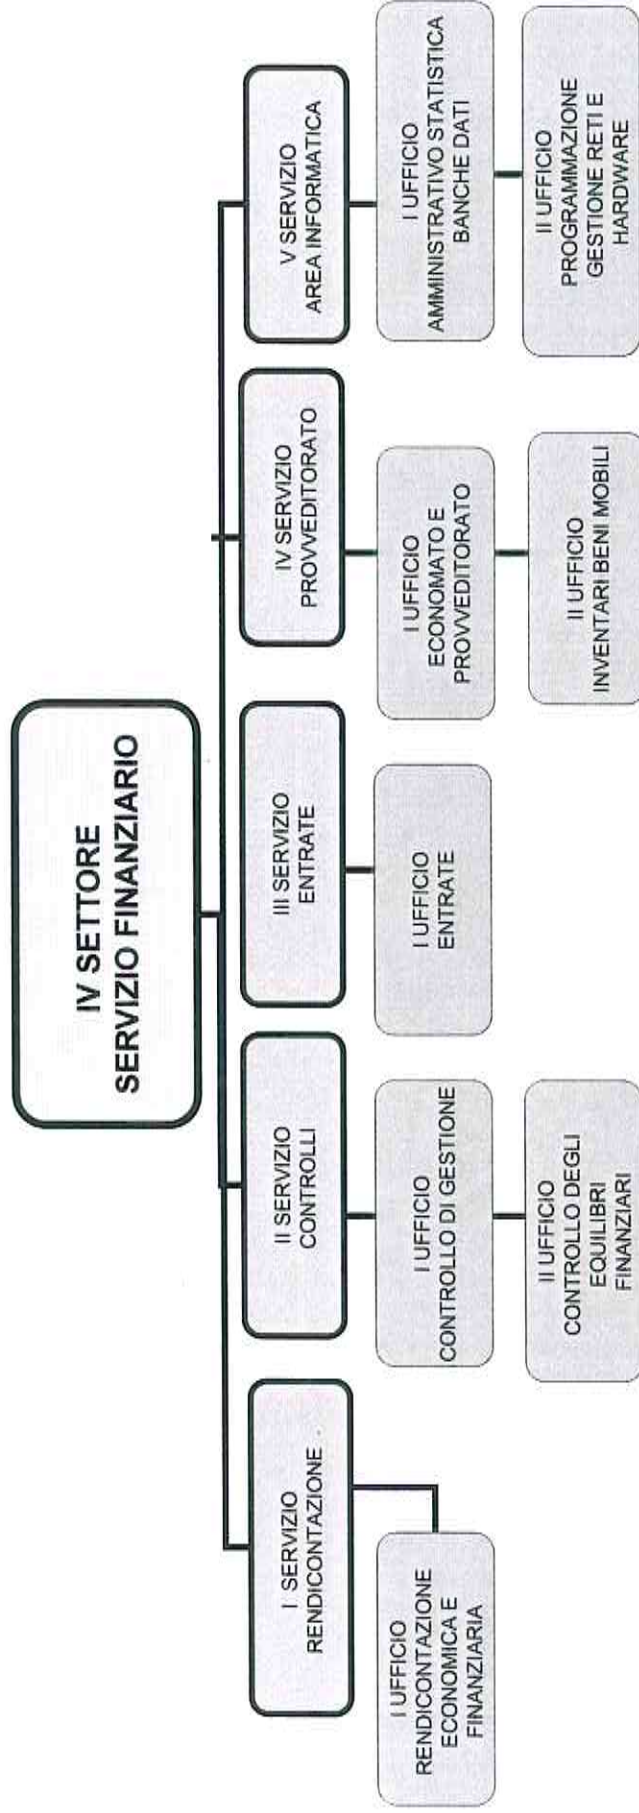 IV SETTORE
SERVIZIO FINANZIARIO
I SERVIZIO
RENDICONTAZIONE
I UFFICIO
RENDICONTAZIONE
ECONOMICA E
FINANZIARIA
II SERVIZIO
CONTROLLI
I UFFICIO
CONTROLLO DI GESTIONE
II UFFICIO
CONTROLLO DEGLI
EQUILIBRI
FINANZIARI
III SERVIZIO
ENTRATE
I UFFICIO
ENTRATE
IV SERVIZIO
PROVVEDITORATO
I UFFICIO
ECONOMATO E
PROVVEDITORATO
II UFFICIO
INVENTARI BENI MOBILI
V SERVIZIO
AREA INFORMATICA
I UFFICIO
AMMINISTRATIVO STATISTICA
BANCHE DATI
II UFFICIO
PROGRAMMAZIONE
GESTIONE RETI E
HARDWARE